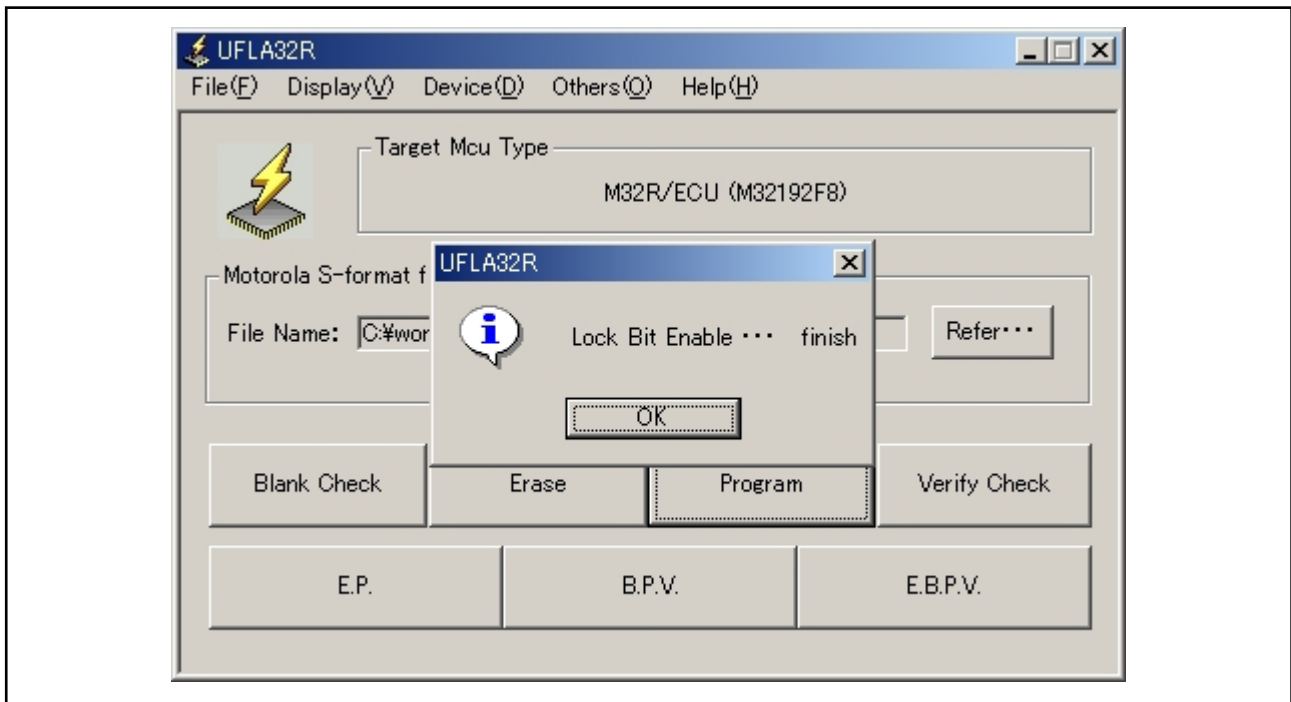 UFLA32R
File(F) Display(V) Device(D) Others(O) Help(H)
Target Mcu Type
M32R/ECU (M32192F8)
UFLA32R
Motorola S-format f
File Name: C:¥wor
Lock Bit Enable ··· finish
Refer···
OK
Blank Check
Erase
Program
Verify Check
E.P.
B.P.V.
E.B.P.V.